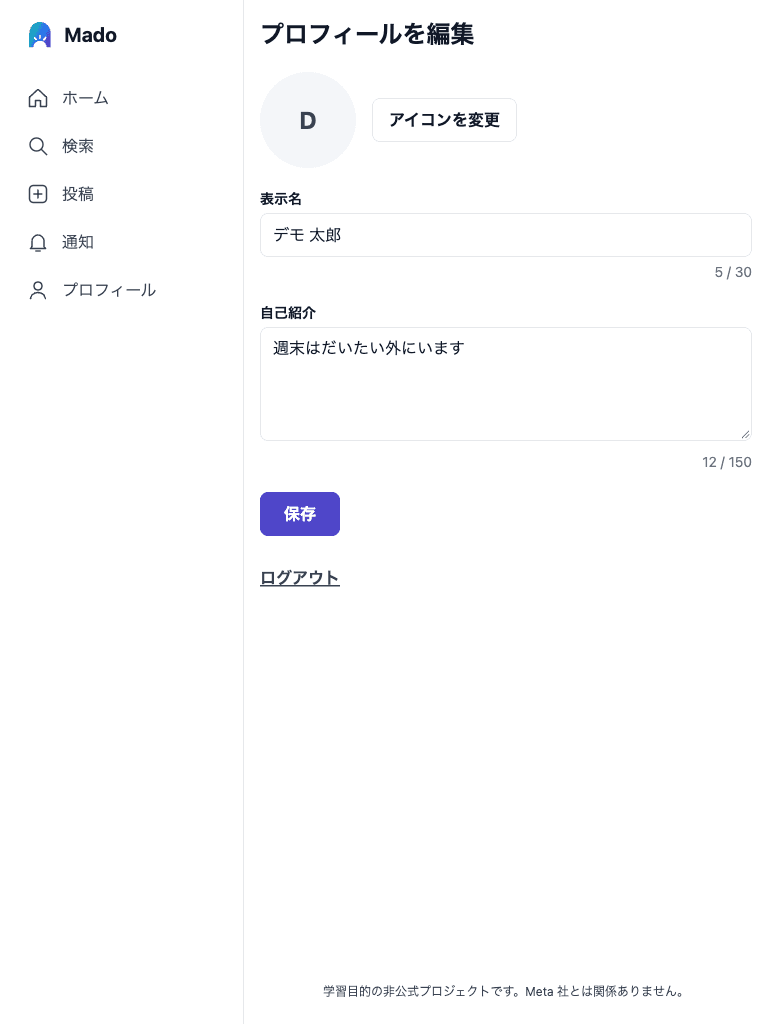 Mado
ホーム
検索
投稿
通知
プロフィール
プロフィールを編集
D
アイコンを変更
表示名
デモ 太郎
5 / 30
自己紹介
週末はだいたい外にいます
12 / 150
保存
ログアウト
学習目的の非公式プロジェクトです。Meta 社とは関係ありません。